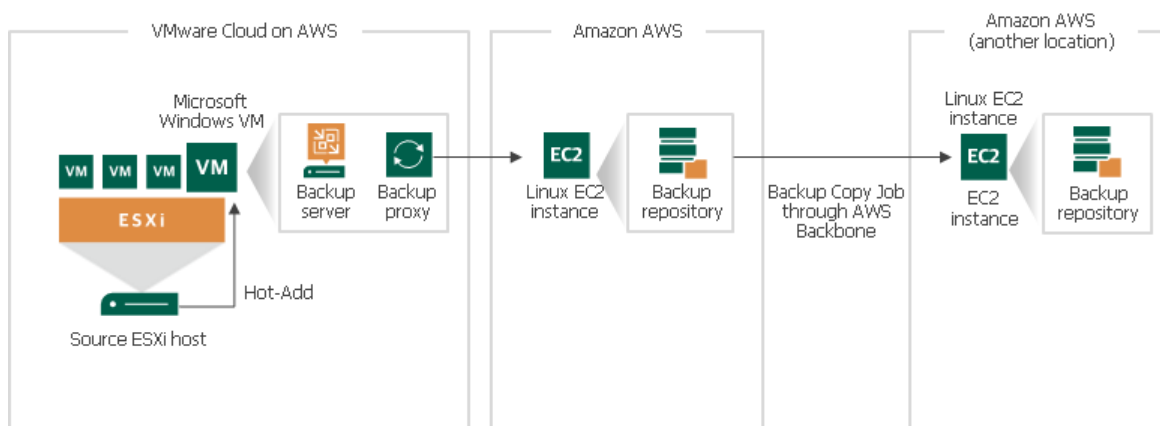 VMware Cloud on AWS
Microsoft
Windows VM
VM
VM
VM
VM
ESXi
Source ESXi host
Hot-Add
Backup
server
Backup
proxy
Amazon AWS
EC2
Linux EC2
instance
Backup
repository
Backup Copy Job
through AWS
Backbone
Amazon AWS
(another location)
Linux EC2
instance
EC2
EC2
instance
Backup
repository